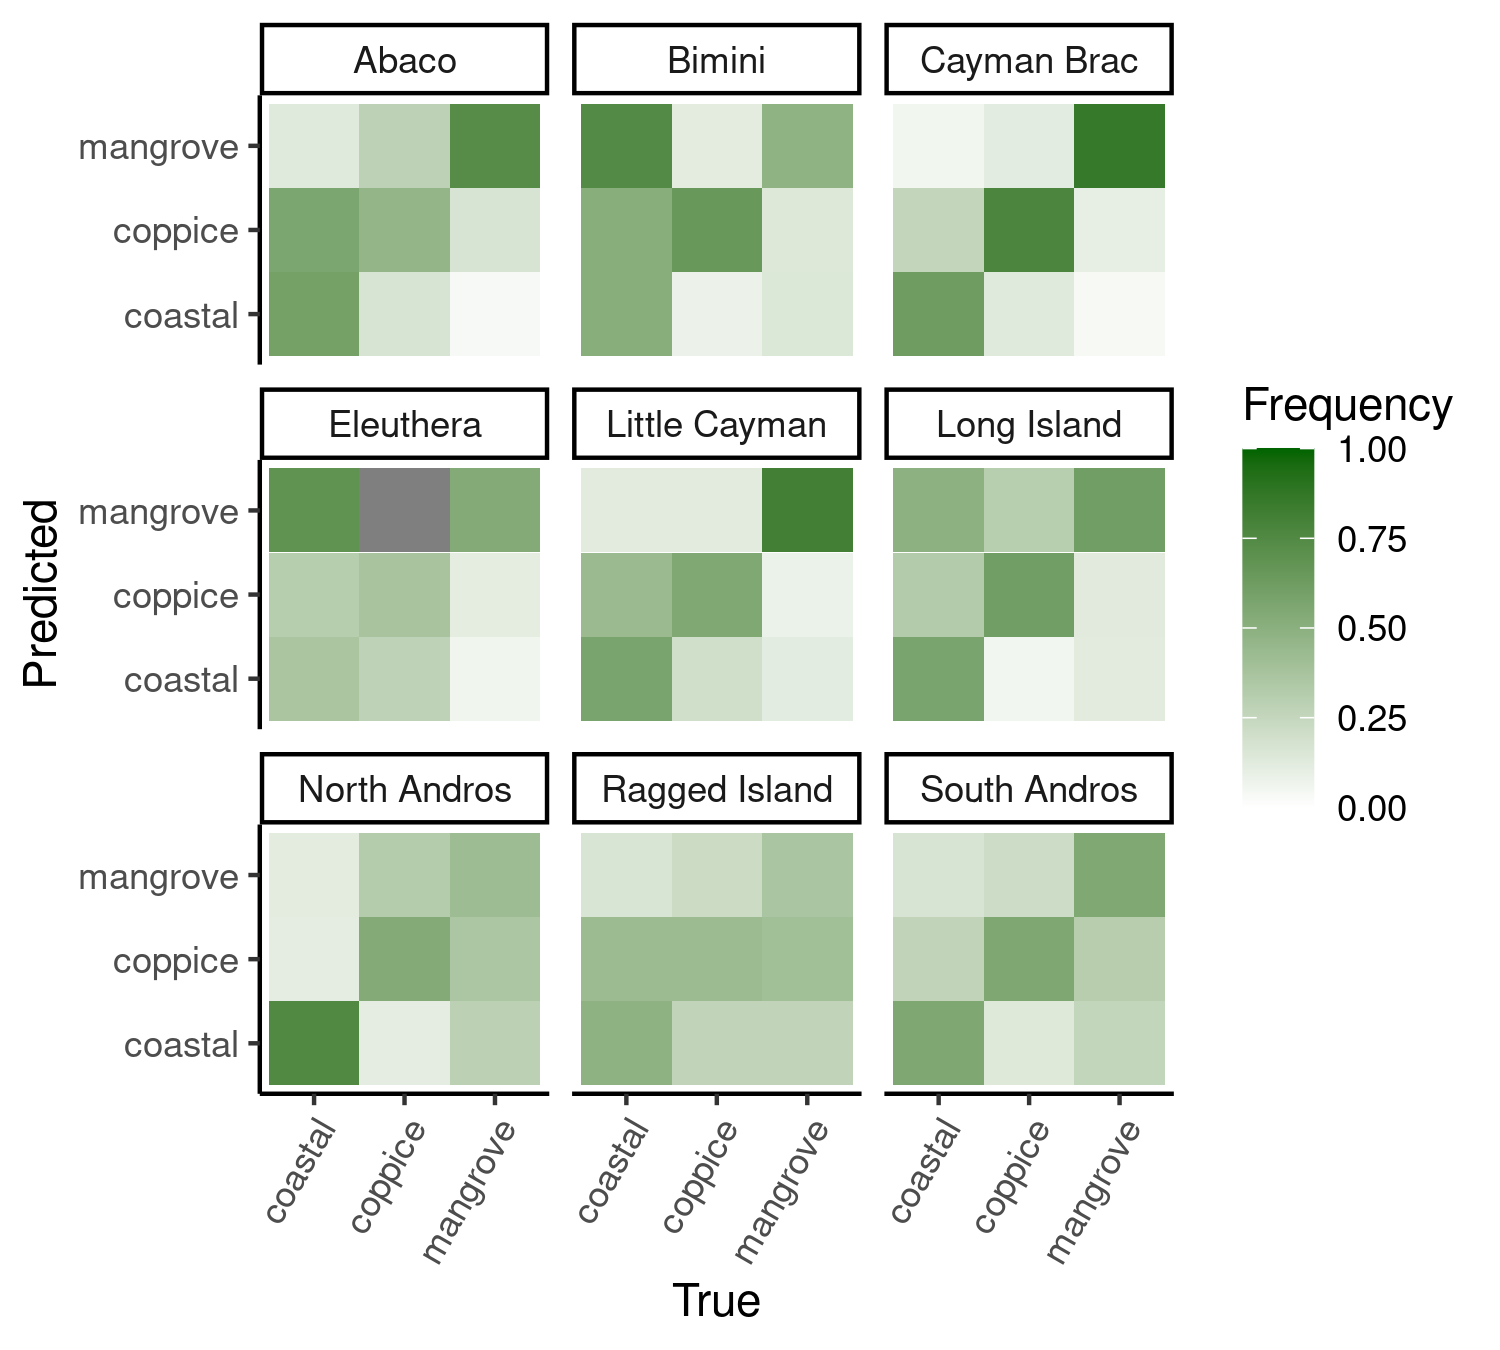 Abaco
Bimini
Cayman Brac
mangrove
coppice
coastal
Eleuthera
Little Cayman
Long Island
mangrove
coppice
coastal
North Andros
Ragged Island
South Andros
mangrove
coppice
coastal
coastal
coppice
mangrove
coastal
coppice
mangrove
coastal
coppice
mangrove
True
Predicted
Frequency
1.00
0.75
0.50
0.25
0.00